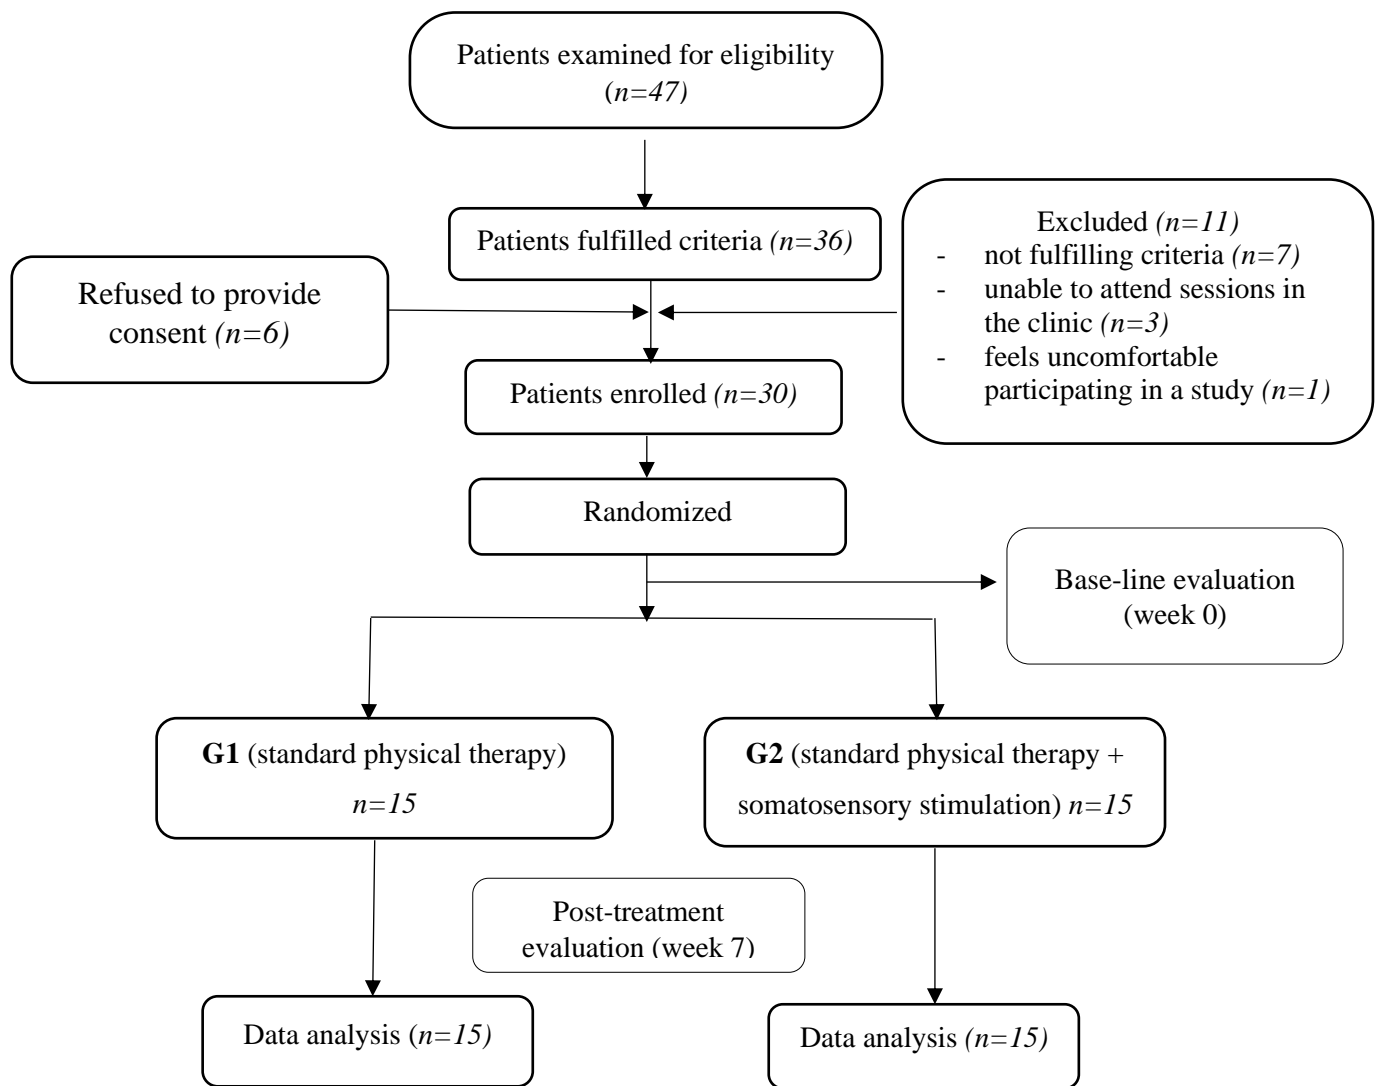 Patients examined for eligibility
(n=47)
Patients fulfilled criteria (n=36)
Excluded (n=11)
- not fulfilling criteria (n=7)
- unable to attend sessions in
the clinic (n=3)
- feels uncomfortable
participating in a study (n=1)
Refused to provide
consent (n=6)
Patients enrolled (n=30)
Randomized
Base-line evaluation
(week 0)
G1 (standard physical therapy)
n=15
G2 (standard physical therapy +
somatosensory stimulation) n=15
Post-treatment
evaluation (week 7)
Data analysis (n=15)
Data analysis (n=15)